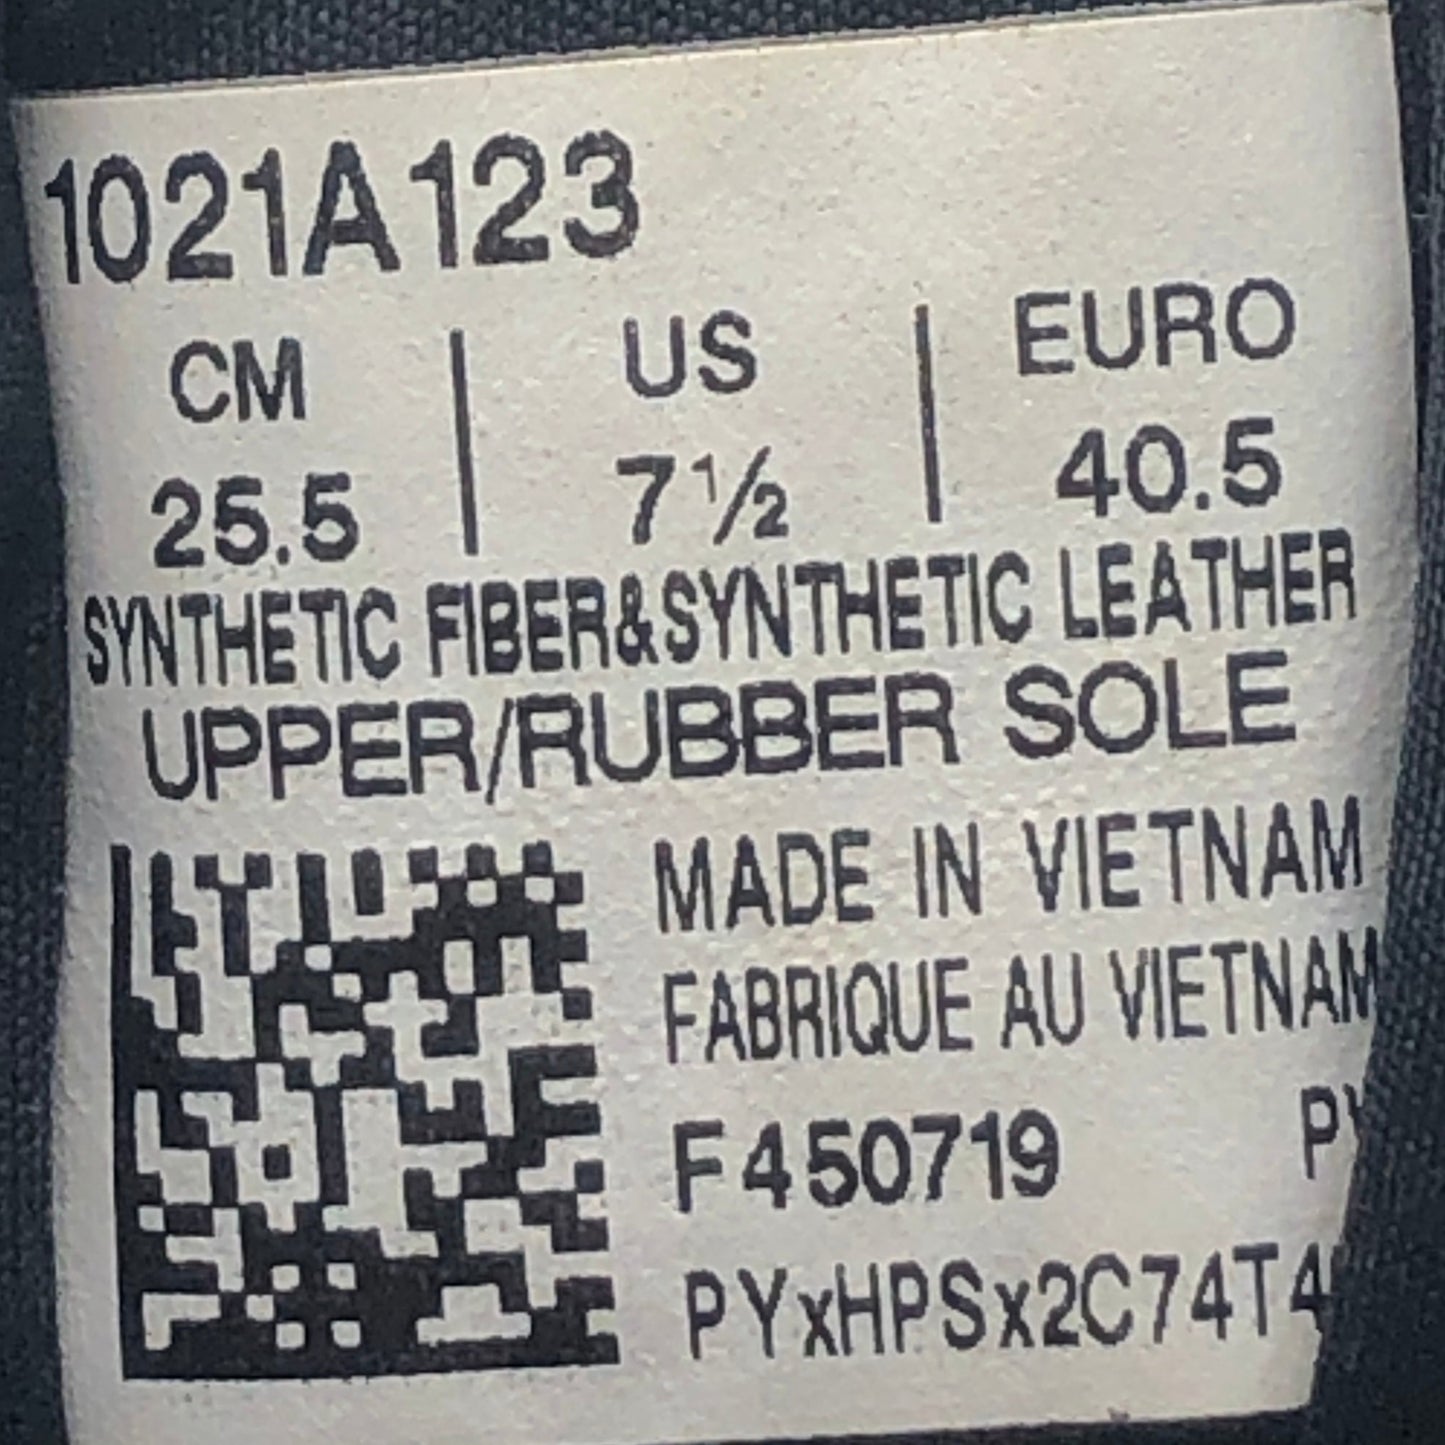 1021A123
CM | US | EURO
25.5 | 7½ | 40.5
SYNTHETIC FIBER&SYNTHETIC LEATHER
UPPER/RUBBER SOLE
MADE IN VIETNAM
FABRIQUE AU VIETNAM
F450719